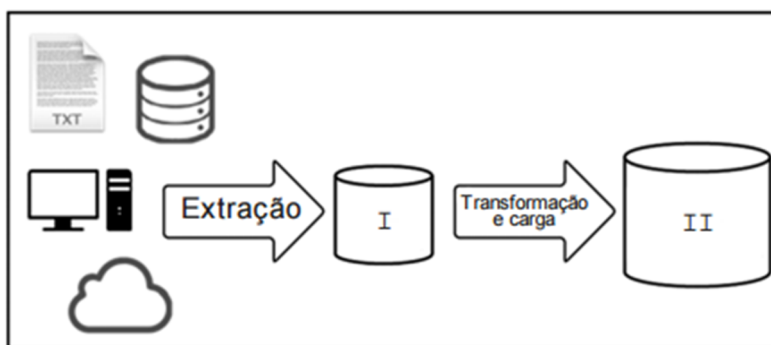 TXT
Extração
I
Transformação
e carga
II